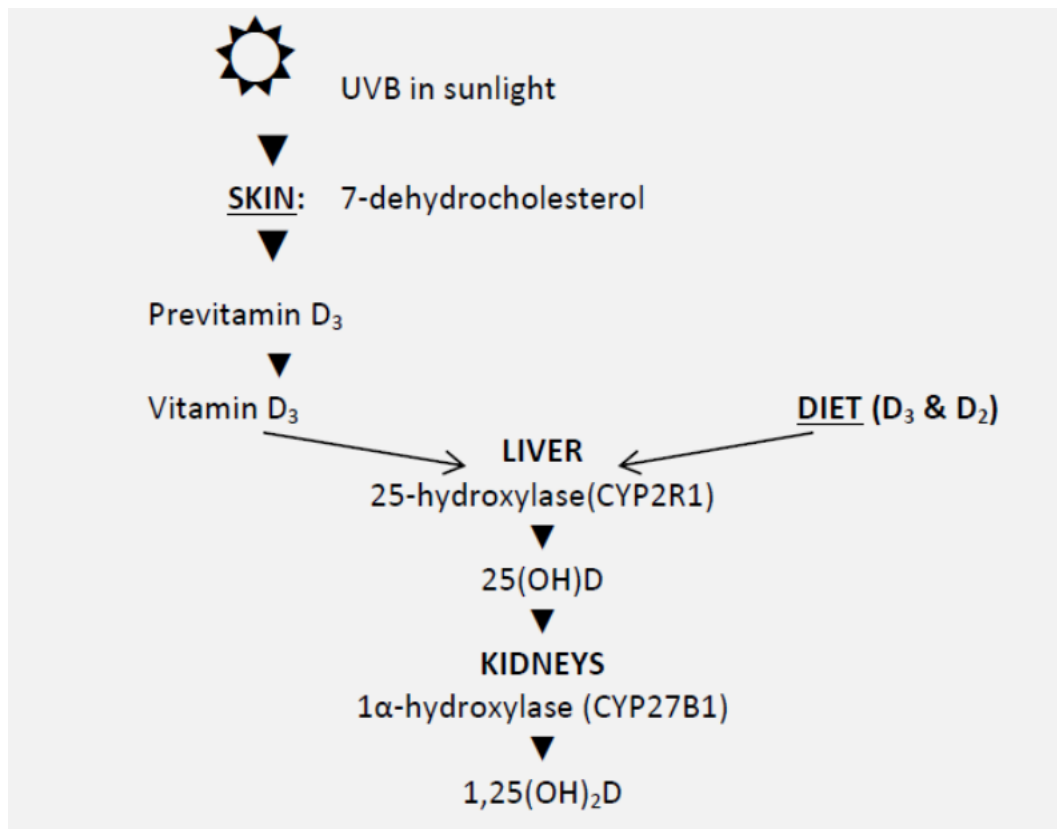 UVB in sunlight
SKIN: 7-dehydrocholesterol
Previtamin D₃
Vitamin D₃
DIET (D₃ & D₂)
LIVER
25-hydroxylase(CYP2R1)
25(OH)D
KIDNEYS
1α-hydroxylase (CYP27B1)
1,25(OH)₂D